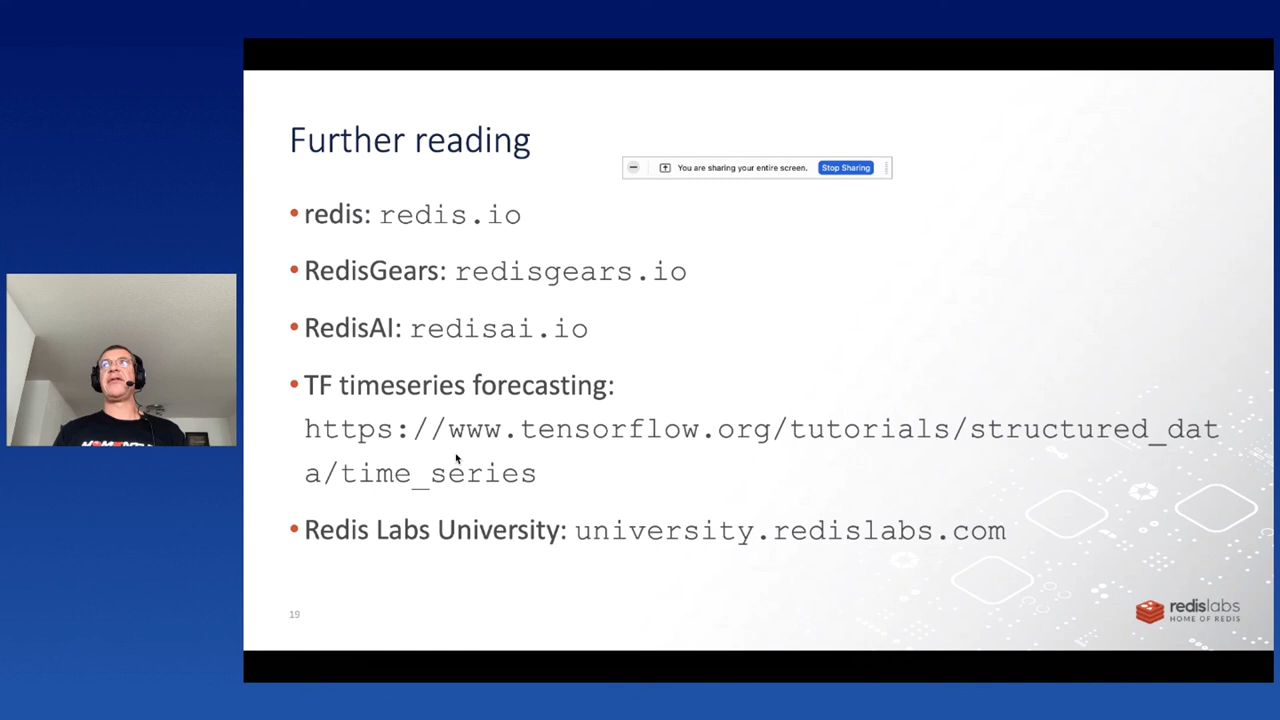 Further reading
You are sharing your entire screen. Stop Sharing
•redis: redis.io
•RedisGears: redisgears.io
•RedisAI: redisai.io
•TF timeseries forecasting:
https://www.tensorflow.org/tutorials/structured_dat
a/time_series
•Redis Labs University: university.redislabs.com
19
redislabs
HOME OF REDIS